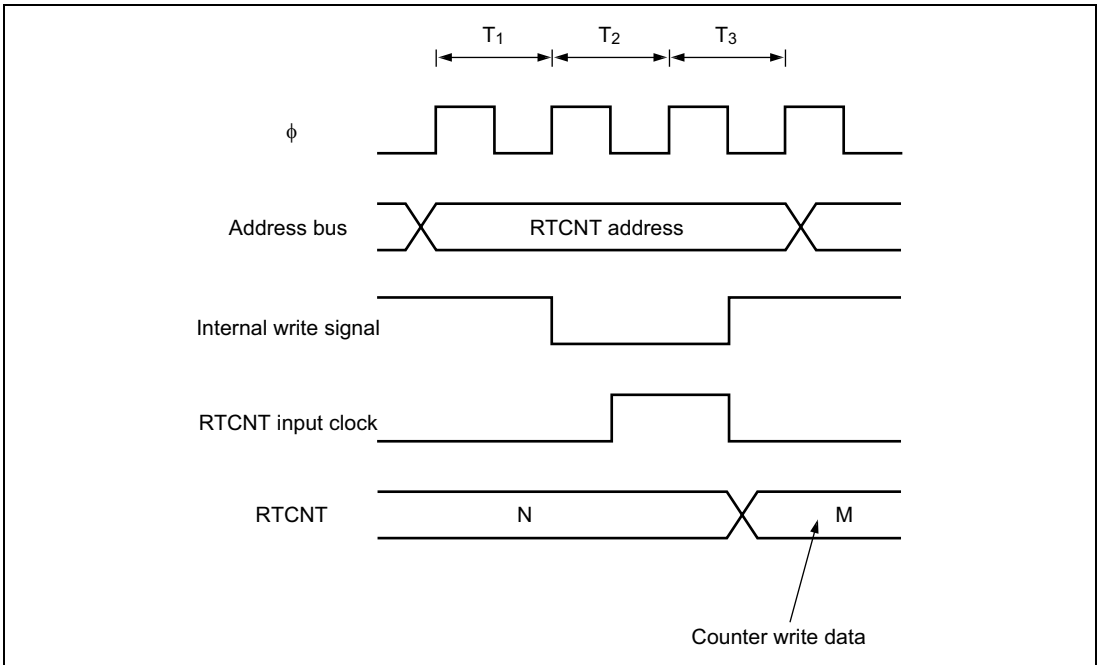 T1 T2 T3
ϕ
Address bus RTCNT address
Internal write signal
RTCNT input clock
RTCNT N M
Counter write data